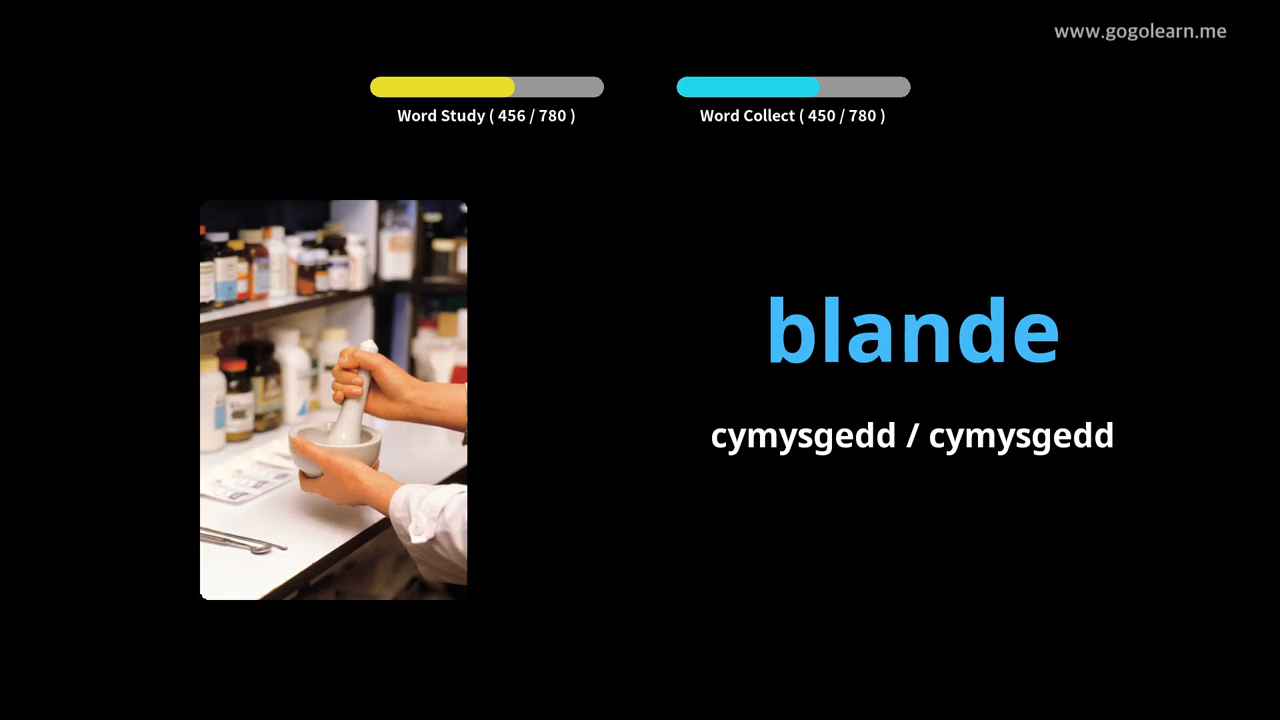 www.gogolearn.me
Word Study ( 456 / 780 )
Word Collect ( 450 / 780 )
blande
cymysgedd / cymysgedd